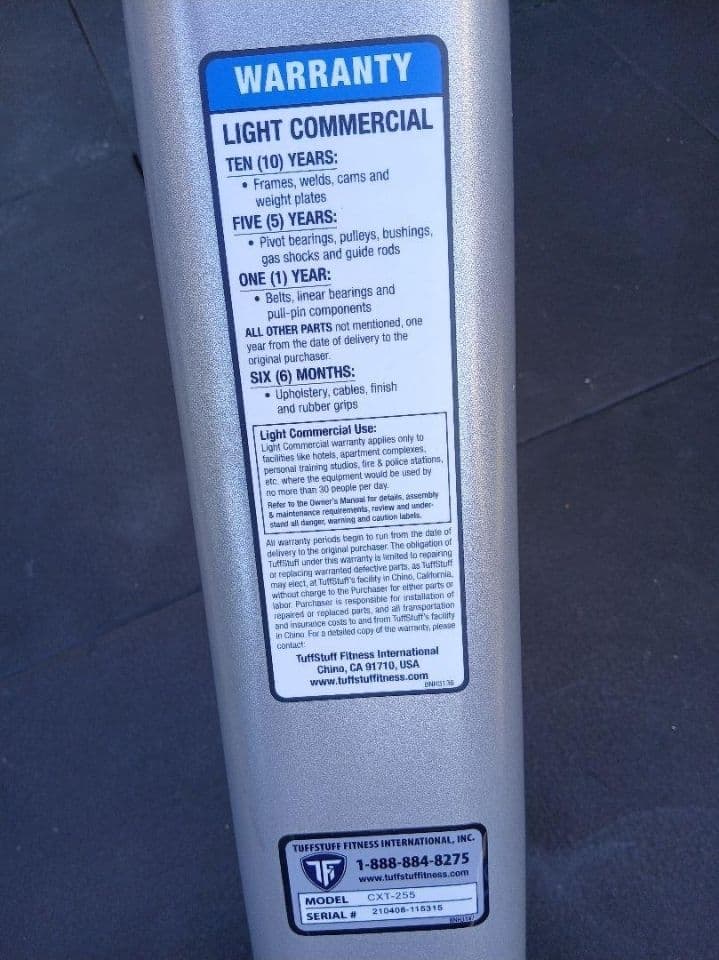 WARRANTY
LIGHT COMMERCIAL
TEN (10) YEARS:
• Frames, welds, cams and
weight plates
FIVE (5) YEARS:
• Pivot bearings, pulleys, bushings,
gas shocks and guide rods
ONE (1) YEAR:
• Belts, linear bearings and
pull-pin components
ALL OTHER PARTS not mentioned, one
year from the date of delivery to the
original purchaser.
SIX (6) MONTHS:
• Upholstery, cables, finish
and rubber grips
Light Commercial Use:
Light Commercial warranty applies only to
facilities like hotels, apartment complexes,
personal training studios, fire & police stations,
etc. where the equipment would be used by
no more than 30 people per day.
Refer to the Owner's Manual for details, assembly
& maintenance requirements, review and under-
stand all danger, warning and caution labels.
All warranty periods begin to run from the date of
delivery to the original purchaser. The obligation of
TuffStuff under this warranty is limited to repairing
or replacing warranted defective parts, as TuffStuff
may elect, at TuffStuff's facility in Chino, California,
without charge to the Purchaser for either parts or
labor. Purchaser is responsible for installation of
repaired or replaced parts, and all transportation
and insurance costs to and from TuffStuff's facility
in Chino. For a detailed copy of the warranty, please
contact:
TuffStuff Fitness International
Chino, CA 91710, USA
www.tuffstuffitness.com
TUFFSTUFF FITNESS INTERNATIONAL, INC.
1-888-884-8275
www.tuffstuffitness.com
MODEL CXT-255
SERIAL # 210408-115315